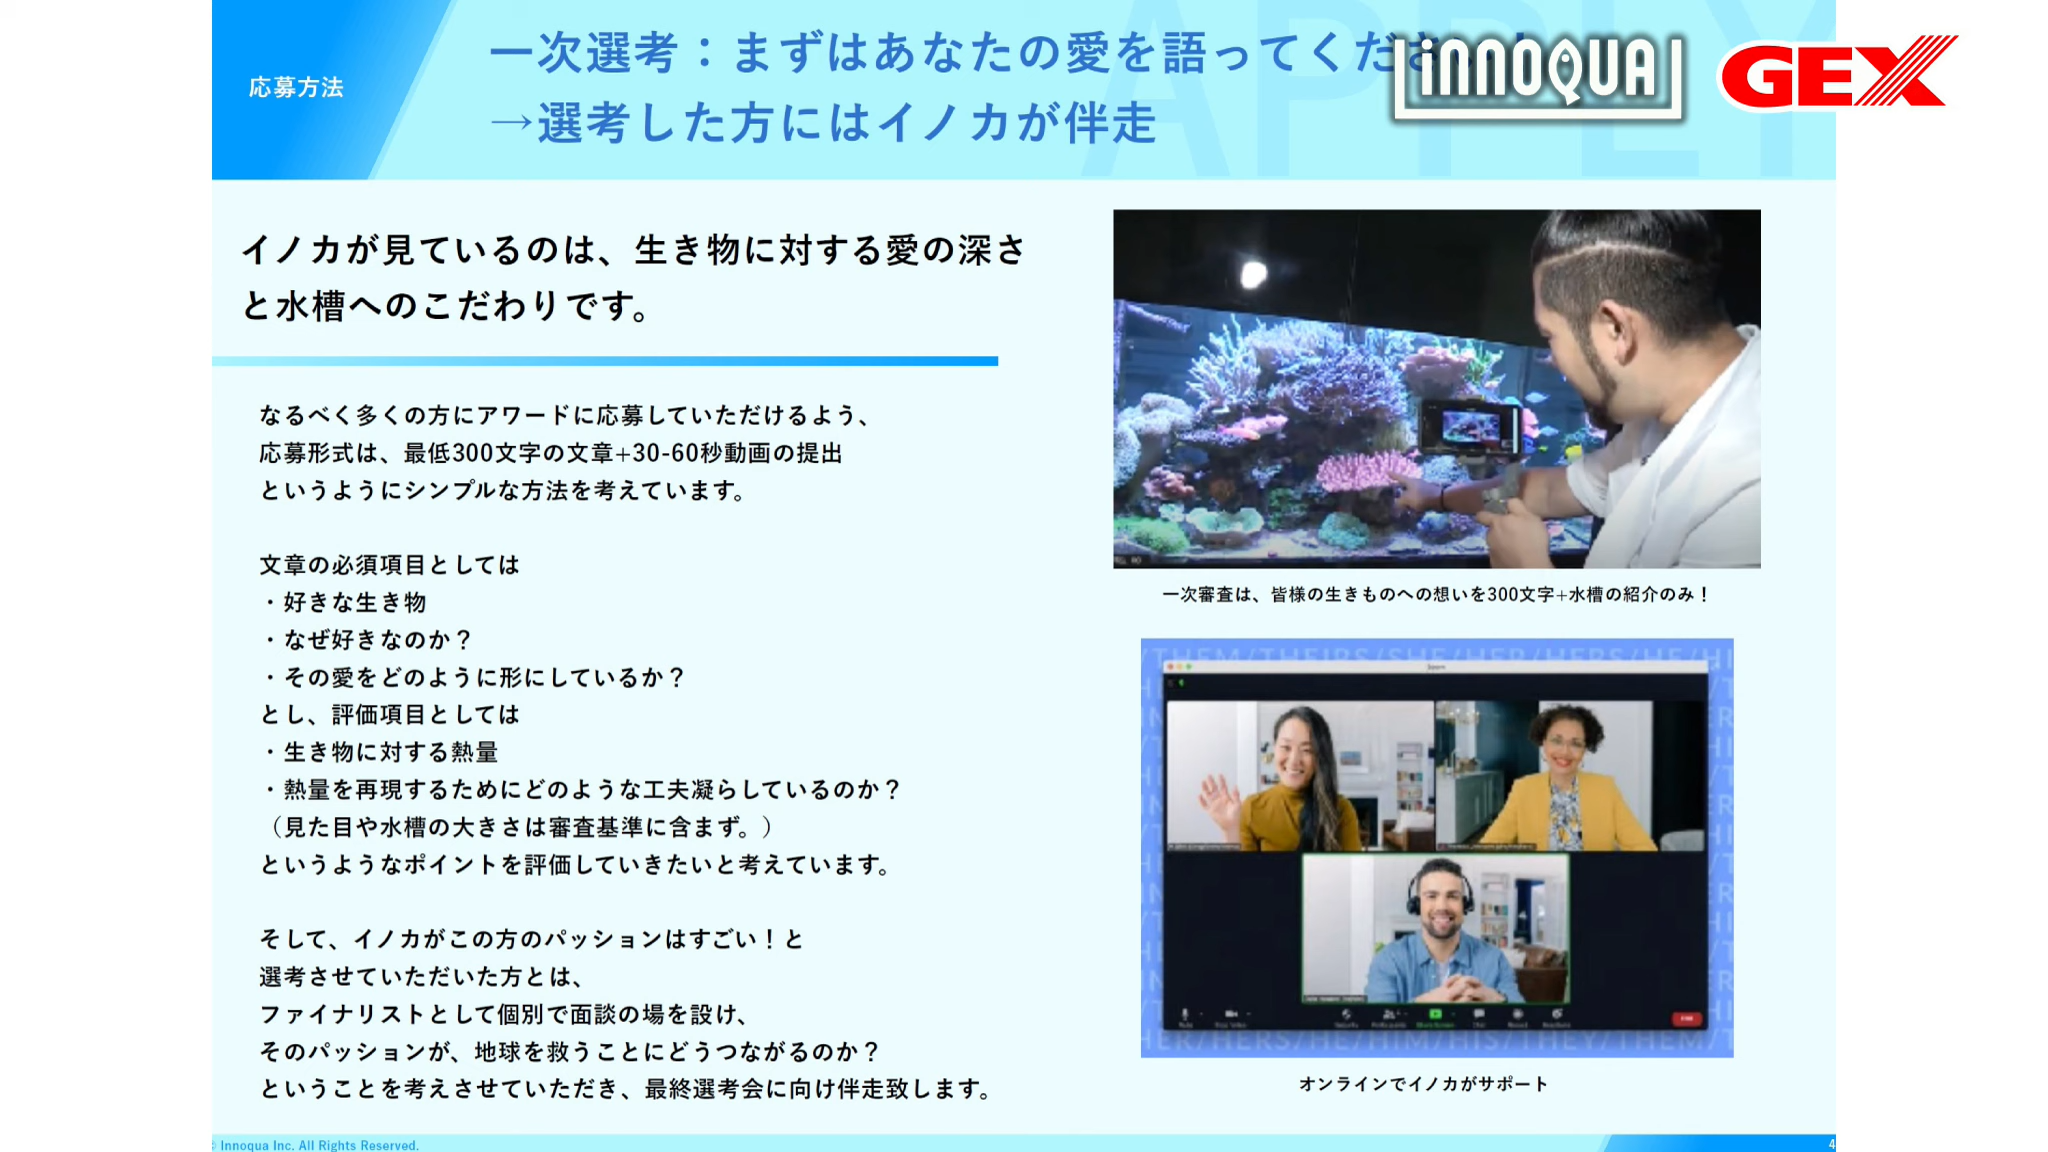 応募方法
一次選考：まずはあなたの愛を語ってくだ
→選考した方にはイノカが伴走
iNNOQUA
GEX
APPLY
イノカが見ているのは、生き物に対する愛の深さ
と水槽へのこだわりです。
なるべく多くの方にアワードに応募していただけるよう、
応募形式は、最低300文字の文章+30-60秒動画の提出
というようにシンプルな方法を考えています。
文章の必須項目としては
・好きな生き物
・なぜ好きなのか？
・その愛をどのように形にしているか？
とし、評価項目としては
・生き物に対する熱量
・熱量を再現するためにどのような工夫凝らしているのか？
（見た目や水槽の大きさは審査基準に含まず。）
というようなポイントを評価していきたいと考えています。
そして、イノカがこの方のパッションはすごい！と
選考させていただいた方とは、
ファイナリストとして個別で面談の場を設け、
そのパッションが、地球を救うことにどうつながるのか？
ということを考えさせていただき、最終選考会に向け伴走致します。
一次審査は、皆様の生きものへの想いを300文字+水槽の紹介のみ！
THEM/THEIRS/SHE/HER/HERS/HE/HI
HER/HERS/HE/HIM/HIS/THEY/THEM/T
オンラインでイノカがサポート
© Innoqua Inc. All Rights Reserved.
4